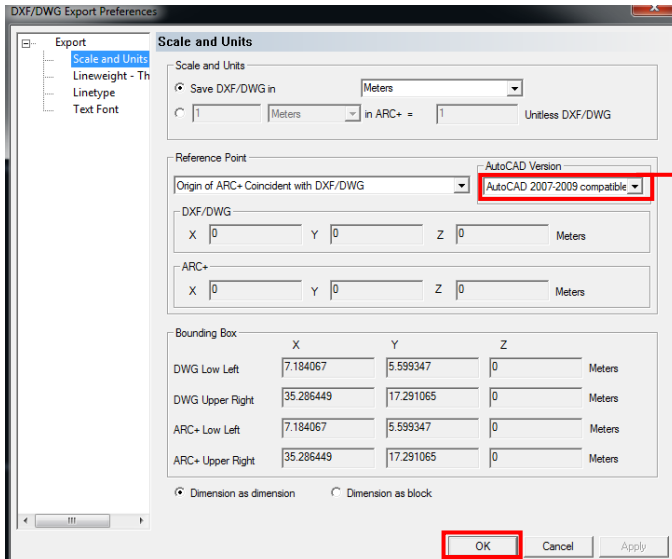 DXF/DWG Export Preferences
Export
Scale and Units
Lineweight - Th
Linetype
Text Font
Scale and Units
Scale and Units
Save DXF/DWG in Meters
1 Meters in ARC+ = 1 Unitless DXF/DWG
Reference Point
AutoCAD Version
Origin of ARC+ Coincident with DXF/DWG
AutoCAD 2007-2009 compatible
DXF/DWG
X 0 Y 0 Z 0 Meters
ARC+
X 0 Y 0 Z 0 Meters
Bounding Box
X Y Z
DWG Low Left 7.184067 5.599347 0 Meters
DWG Upper Right 35.286449 17.291065 0 Meters
ARC+ Low Left 7.184067 5.599347 0 Meters
ARC+ Upper Right 35.286449 17.291065 0 Meters
Dimension as dimension Dimension as block
OK Cancel Apply